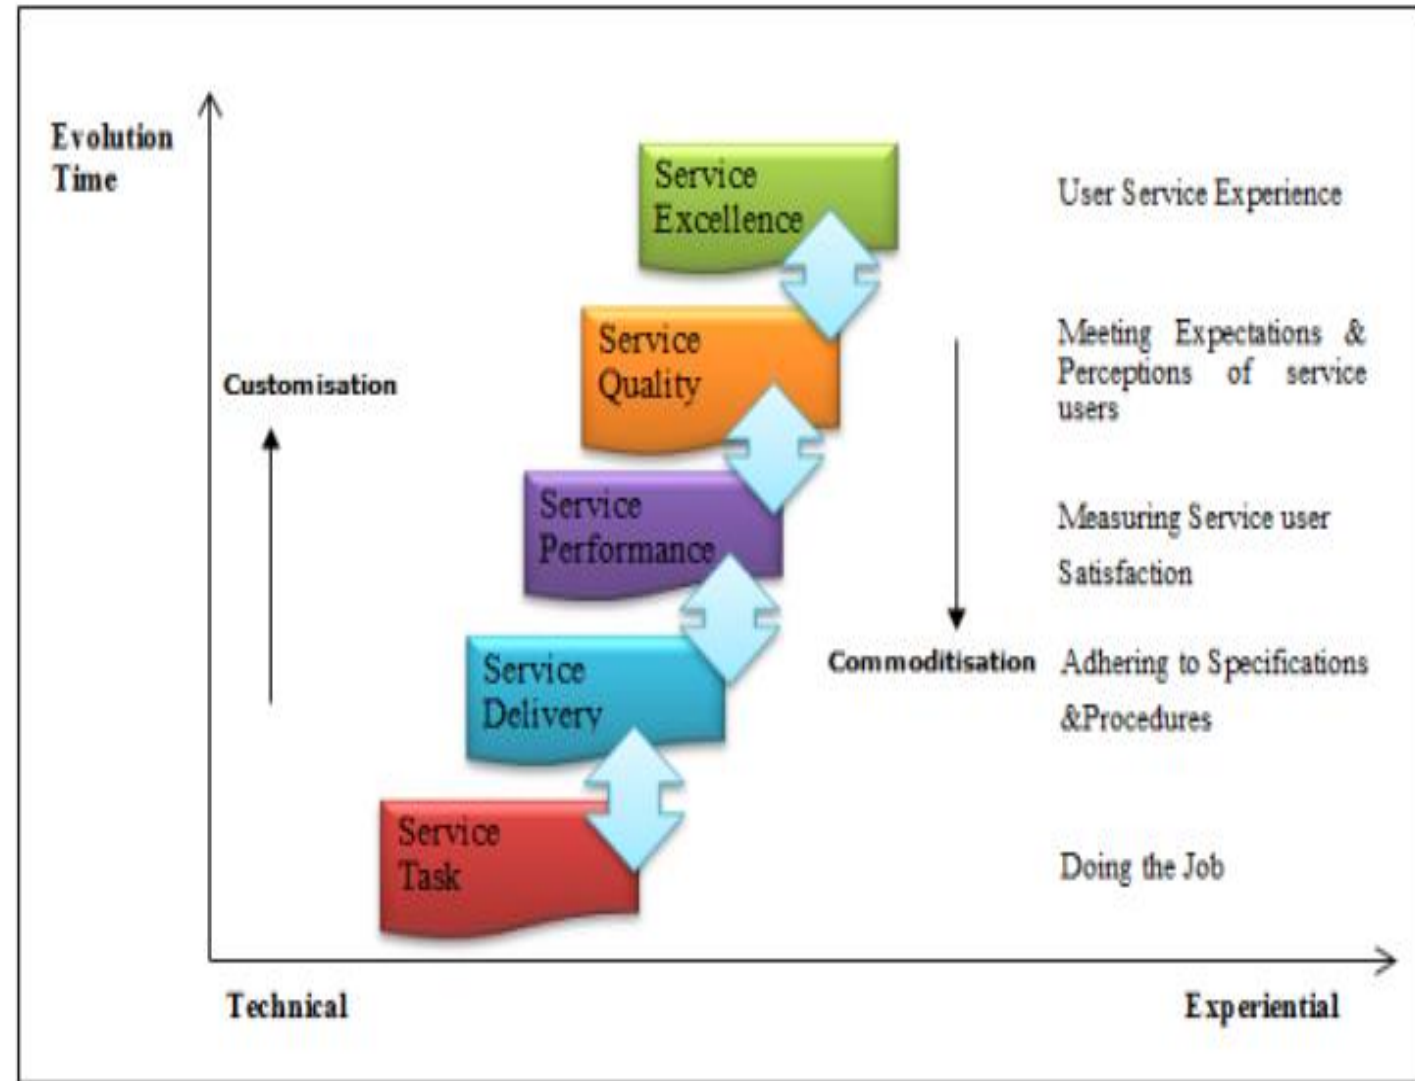 Evolution
Time
Service
Excellence
User Service Experience
Service
Quality
Meeting Expectations &
Perceptions of service
users
Customisation
Service
Performance
Measuring Service user
Satisfaction
Service
Delivery
Commoditisation
Adhering to Specifications
&Procedures
Service
Task
Doing the Job
Technical
Experiential